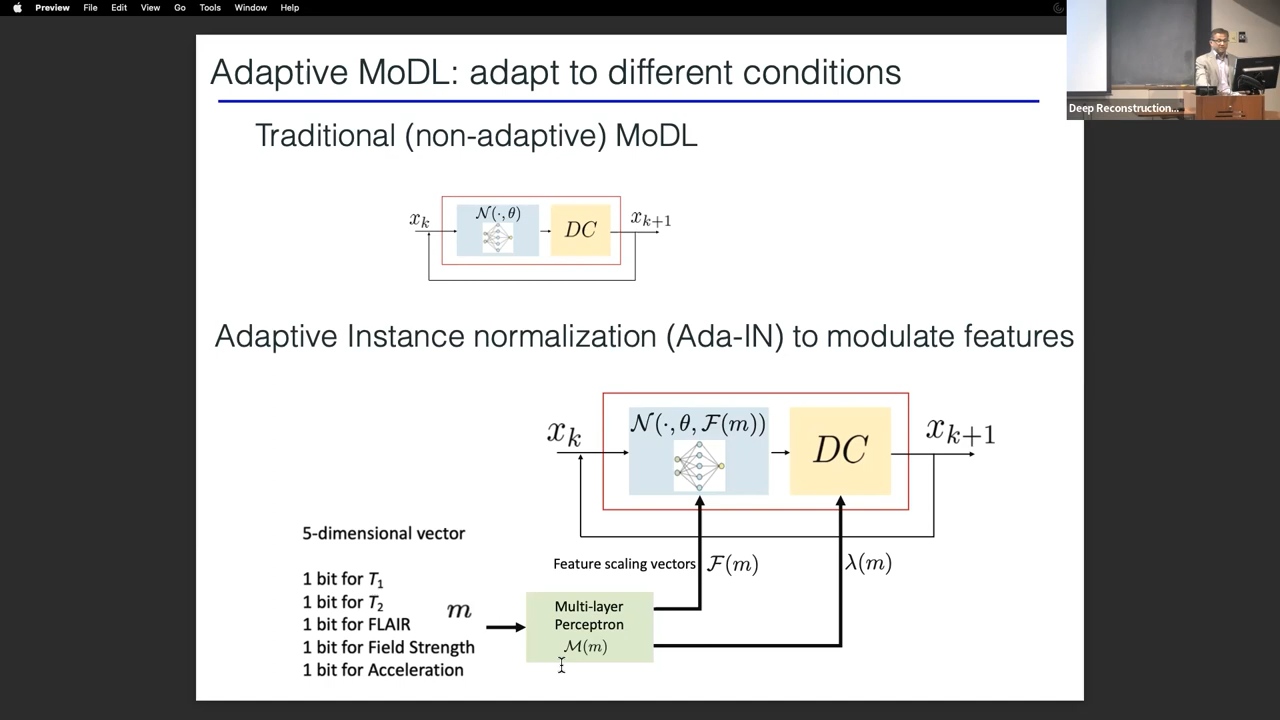 Preview File Edit View Go Tools Window Help
Deep Reconstruction...
Adaptive MoDL: adapt to different conditions
Traditional (non-adaptive) MoDL
x_k
N(·, θ)
DC
x_{k+1}
Adaptive Instance normalization (Ada-IN) to modulate features
x_k
N(·, θ, F(m))
DC
x_{k+1}
5-dimensional vector
Feature scaling vectors
F(m)
λ(m)
1 bit for T_1
1 bit for T_2
1 bit for FLAIR
1 bit for Field Strength
1 bit for Acceleration
m
Multi-layer
Perceptron
M(m)